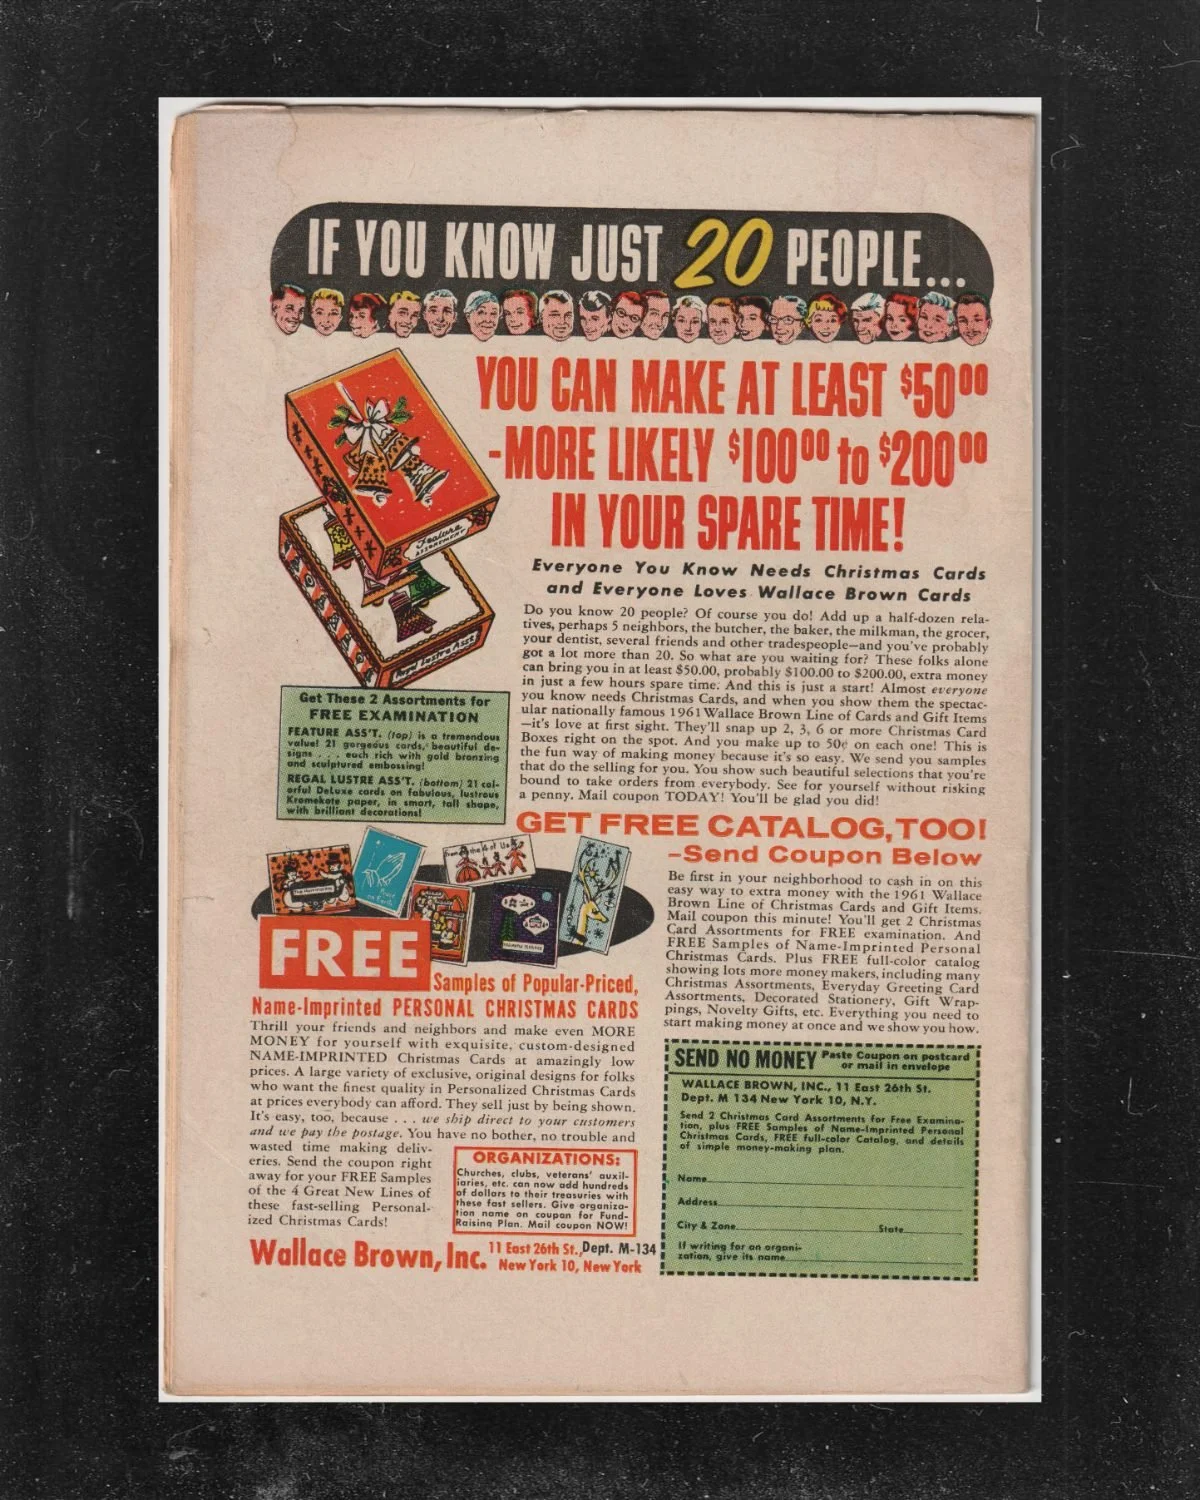 IF YOU KNOW JUST 20 PEOPLE...
YOU CAN MAKE AT LEAST $50⁰⁰
-MORE LIKELY $100⁰⁰ to $200⁰⁰
IN YOUR SPARE TIME!
Everyone You Know Needs Christmas Cards
and Everyone Loves Wallace Brown Cards
Do you know 20 people? Of course you do! Add up a half-dozen rela-
tives, perhaps 5 neighbors, the butcher, the baker, the milkman, the grocer,
your dentist, several friends and other tradespeople—and you've probably
got a lot more than 20. So what are you waiting for? These folks alone
can bring you in at least $50.00, probably $100.00 to $200.00, extra money
in just a few hours spare time. And this is just a start! Almost everyone
you know needs Christmas Cards, and when you show them the spectac-
ular nationally famous 1961 Wallace Brown Line of Cards and Gift Items
—it's love at first sight. They'll snap up 2, 3, 6 or more Christmas Card
Boxes right on the spot. And you make up to 50¢ on each one! This is
the fun way of making money because it's so easy. We send you samples
that do the selling for you. You show such beautiful selections that you're
bound to take orders from everybody. See for yourself without risking
a penny. Mail coupon TODAY! You'll be glad you did!
Feature
ASSORTMENT
Regal Lustre Ass't
Get These 2 Assortments for
FREE EXAMINATION
FEATURE ASS'T. (top) is a tremendous
value! 21 gorgeous cards, beautiful de-
signs . . . each rich with gold bronzing
and sculptured embossing!
REGAL LUSTRE ASS'T. (bottom) 21 col-
orful DeLuxe cards on fabulous, lustrous
Kromekote paper, in smart, tall shape,
with brilliant decorations!
GET FREE CATALOG, TOO!
–Send Coupon Below
Be first in your neighborhood to cash in on this
easy way to extra money with the 1961 Wallace
Brown Line of Christmas Cards and Gift Items.
Mail coupon this minute! You'll get 2 Christmas
Card Assortments for FREE examination. And
FREE Samples of Name-Imprinted Personal
Christmas Cards. Plus FREE full-color catalog
showing lots more money makers, including many
Christmas Assortments, Everyday Greeting Card
Assortments, Decorated Stationery, Gift Wrap-
pings, Novelty Gifts, etc. Everything you need to
start making money at once and we show you how.
Peace
on Earth
from the 4 of Us
FREE
Samples of Popular-Priced,
Name-Imprinted PERSONAL CHRISTMAS CARDS
Thrill your friends and neighbors and make even MORE
MONEY for yourself with exquisite, custom-designed
NAME-IMPRINTED Christmas Cards at amazingly low
prices. A large variety of exclusive, original designs for folks
who want the finest quality in Personalized Christmas Cards
at prices everybody can afford. They sell just by being shown.
It's easy, too, because . . . we ship direct to your customers
and we pay the postage. You have no bother, no trouble and
wasted time making deliv-
eries. Send the coupon right
away for your FREE Samples
of the 4 Great New Lines of
these fast-selling Personal-
ized Christmas Cards!
ORGANIZATIONS:
Churches, clubs, veterans' auxil-
iaries, etc. can now add hundreds
of dollars to their treasuries with
these fast sellers. Give organiza-
tion name on coupon for Fund-
Raising Plan. Mail coupon NOW!
Wallace Brown, Inc. 11 East 26th St., Dept. M-134
New York 10, New York
SEND NO MONEY Paste Coupon on postcard
or mail in envelope
WALLACE BROWN, INC., 11 East 26th St.
Dept. M 134 New York 10, N.Y.
Send 2 Christmas Card Assortments for Free Examina-
tion, plus FREE Samples of Name-Imprinted Personal
Christmas Cards, FREE full-color Catalog, and details
of simple money-making plan.
Name
Address
City & Zone State
If writing for an organi-
zation, give its name